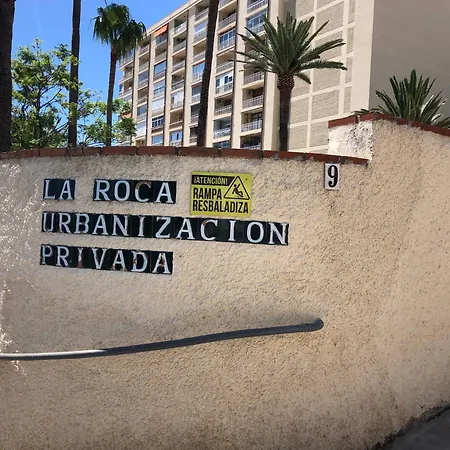 LA ROCA
¡ATENCIÓN!
RAMPA
RESBALADIZA
9
URBANIZACION
PRIVADA